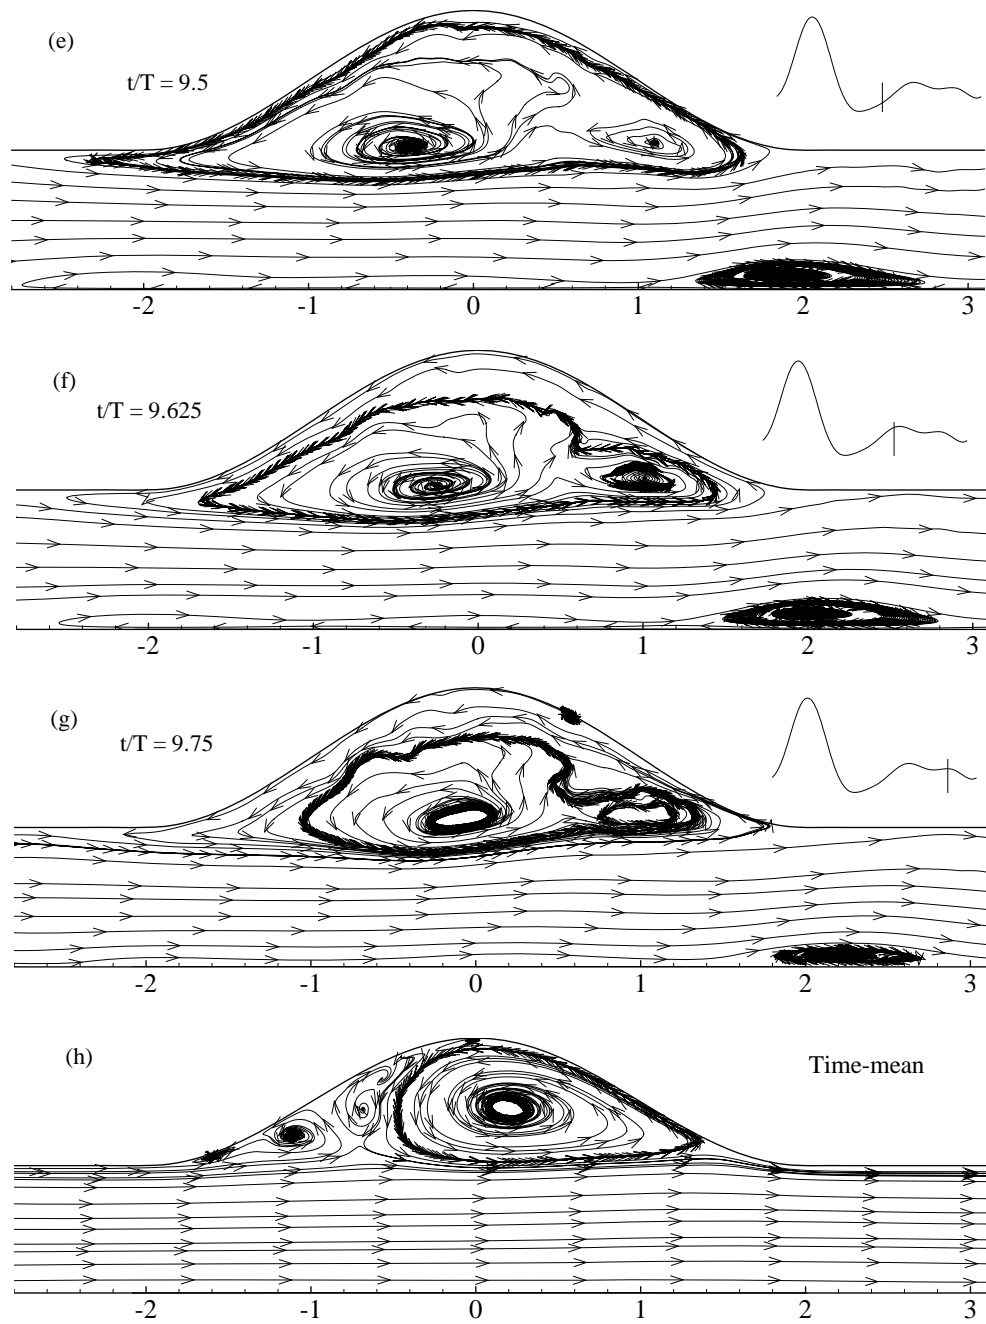 (e)
t/T = 9.5
-2 -1 0 1 2 3
(f)
t/T = 9.625
-2 -1 0 1 2 3
(g)
t/T = 9.75
-2 -1 0 1 2 3
(h)
Time-mean
-2 -1 0 1 2 3